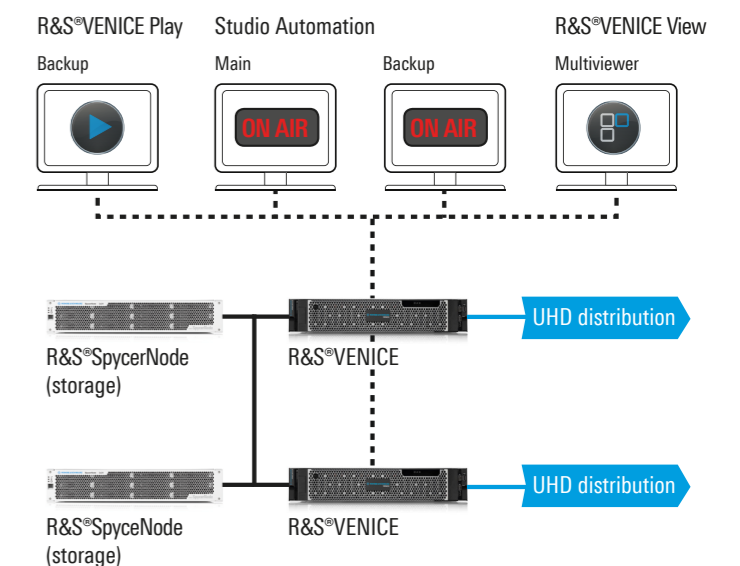 R&S®VENICE Play
Studio Automation
R&S®VENICE View
Backup
Main
Backup
Multiviewer
ON AIR
ON AIR
UHD distribution
R&S®SpycerNode
(storage)
R&S®VENICE
UHD distribution
R&S®SpyceNode
(storage)
R&S®VENICE